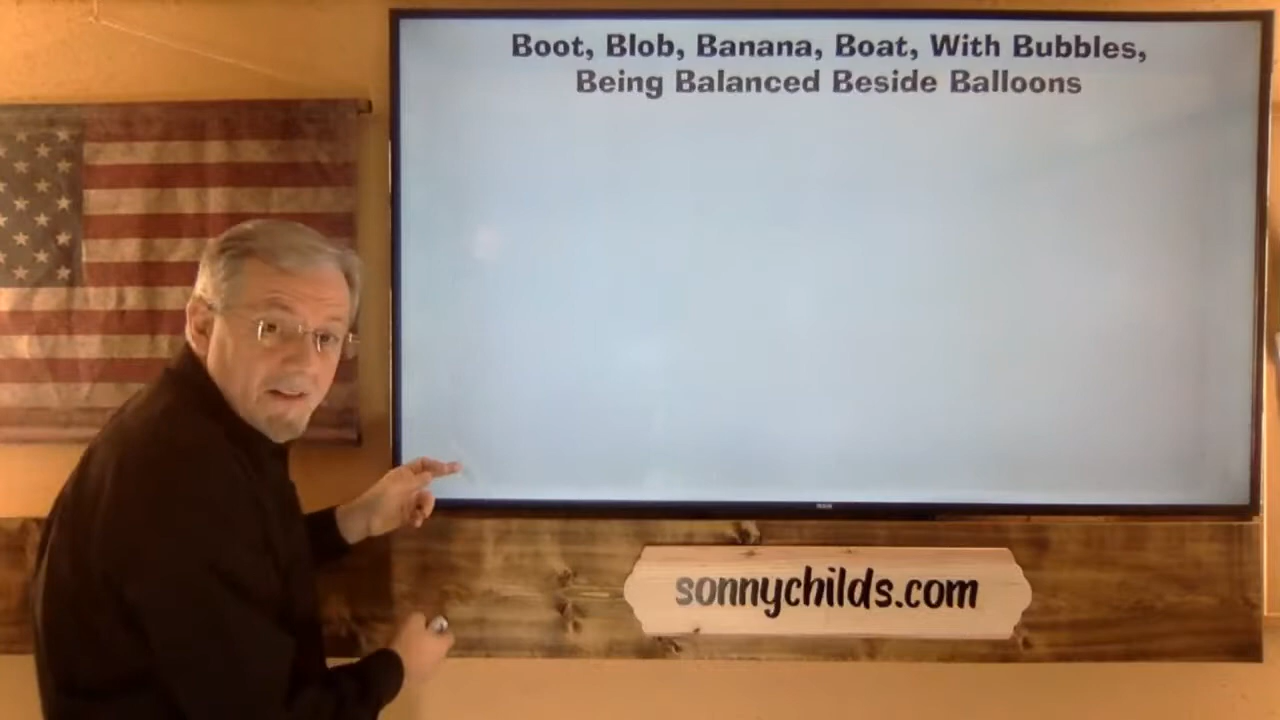 Boot, Blob, Banana, Boat, With Bubbles,
Being Balanced Beside Balloons
sonnychilds.com